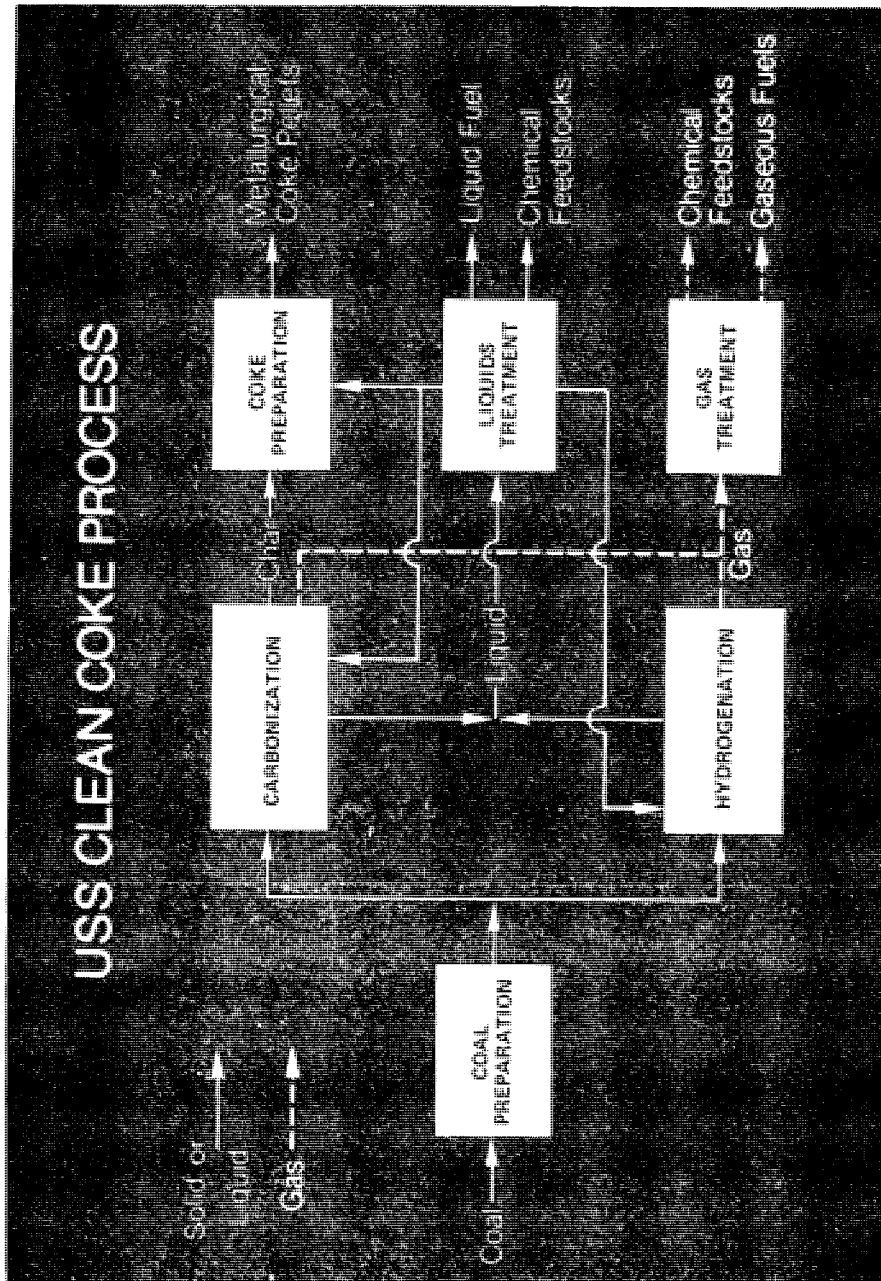 USS CLEAN COKE PROCESS
Solid or
Liquid
Gas
Coal
COAL
PREPARATION
CARBONIZATION
HYDROGENATION
Char
Liquid
Gas
COKE
PREPARATION
LIQUIDS
TREATMENT
GAS
TREATMENT
Metallurgical
Coke Pellets
Liquid Fuel
Chemical
Feedstocks
Chemical
Feedstocks
Gaseous Fuels